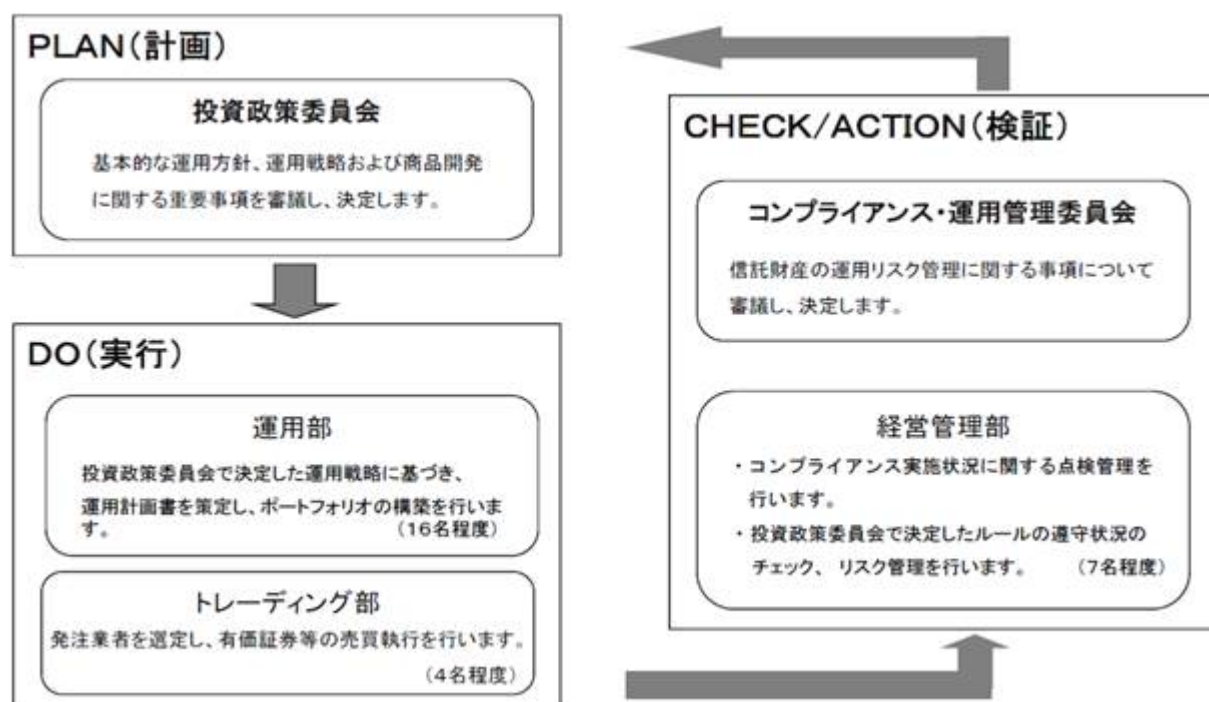 PLAN(計画)
投資政策委員会
基本的な運用方針、運用戦略および商品開発
に関する重要事項を審議し、決定します。
DO(実行)
運用部
投資政策委員会で決定した運用戦略に基づき、
運用計画書を策定し、ポートフォリオの構築を行いま
す。 (16名程度)
トレーディング部
発注業者を選定し、有価証券等の売買執行を行います。
(4名程度)
CHECK/ACTION(検証)
コンプライアンス・運用管理委員会
信託財産の運用リスク管理に関する事項について
審議し、決定します。
経営管理部
・コンプライアンス実施状況に関する点検管理を
行います。
・投資政策委員会で決定したルールの遵守状況の
チェック、 リスク管理を行います。 (7名程度)